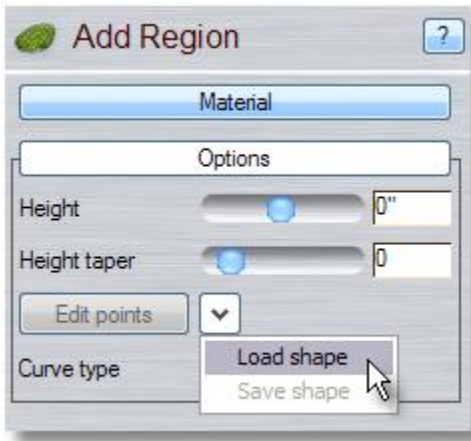 Add Region
?
Material
Options
Height 0"
Height taper 0
Edit points
Load shape
Curve type
Save shape